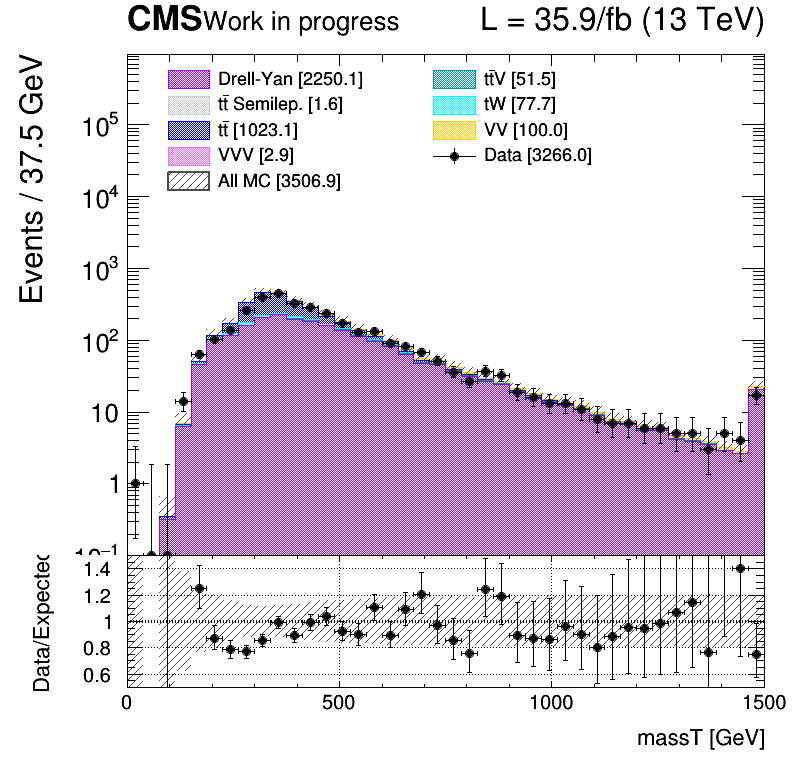 CMS Work in progress L = 35.9/fb (13 TeV)
Events / 37.5 GeV
Drell-Yan [2250.1]
tt̄ Semilep. [1.6]
tt̄ [1023.1]
VVV [2.9]
All MC [3506.9]
tt̄V [51.5]
tW [77.7]
VV [100.0]
Data [3266.0]
10⁵
10⁴
10³
10²
10
1
10⁻¹
Data/Expected
1.4
1.2
1
0.8
0.6
0 500 1000 1500
massT [GeV]